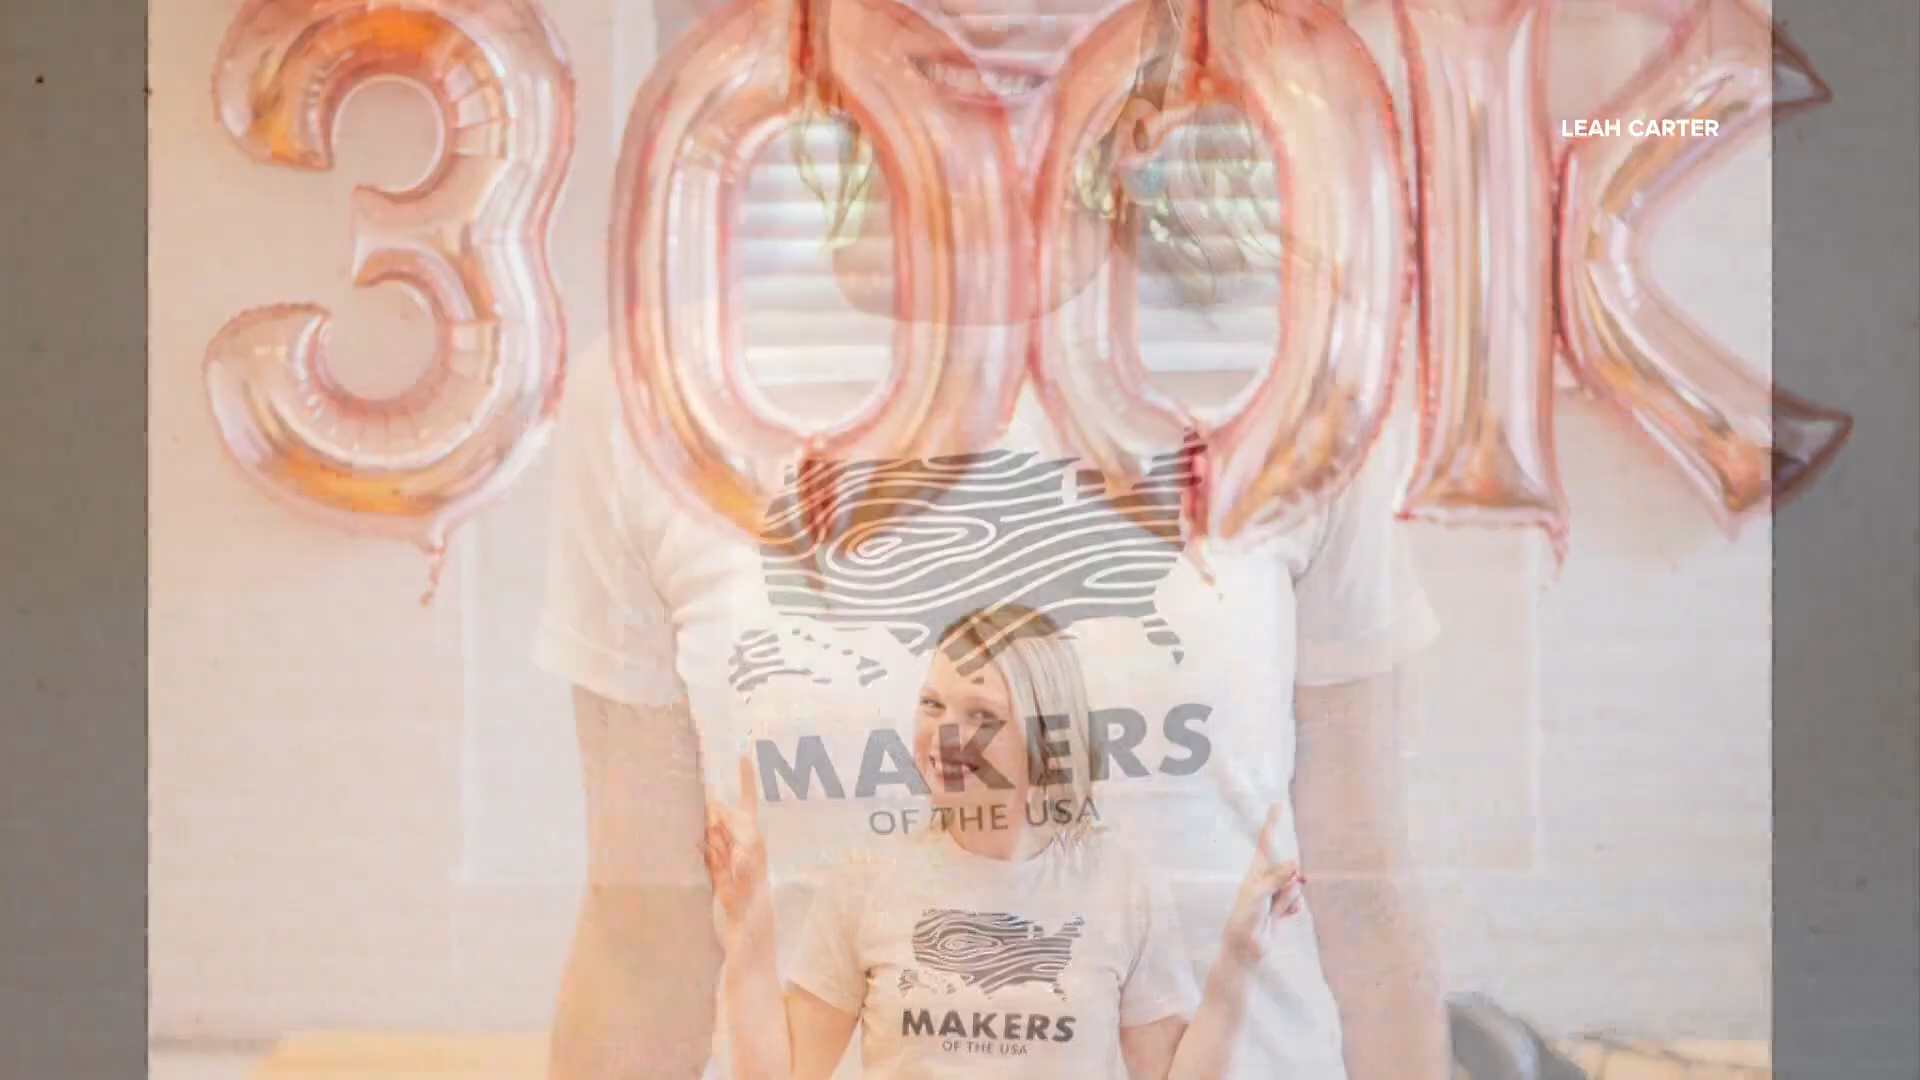 300K
LEAH CARTER
MAKERS
OF THE USA
MAKERS
OF THE USA